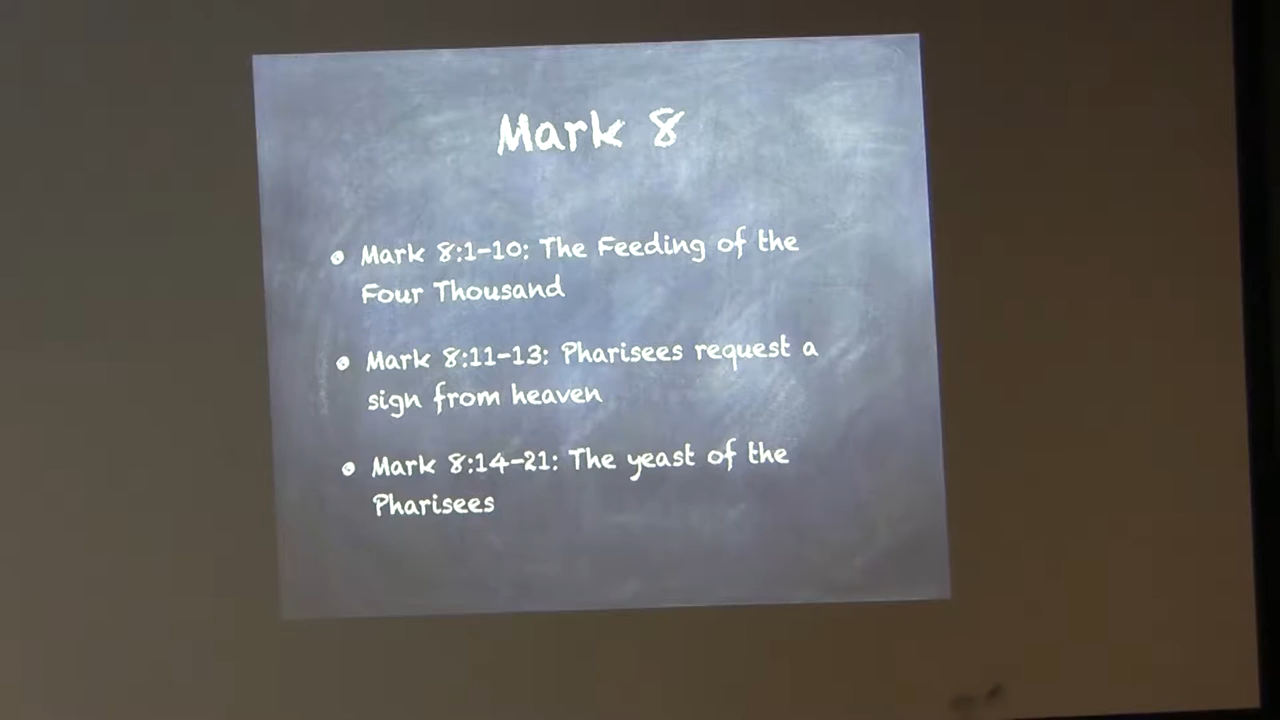 Mark 8
• Mark 8:1-10: The Feeding of the
Four Thousand
• Mark 8:11-13: Pharisees request a
sign from heaven
• Mark 8:14-21: The yeast of the
Pharisees